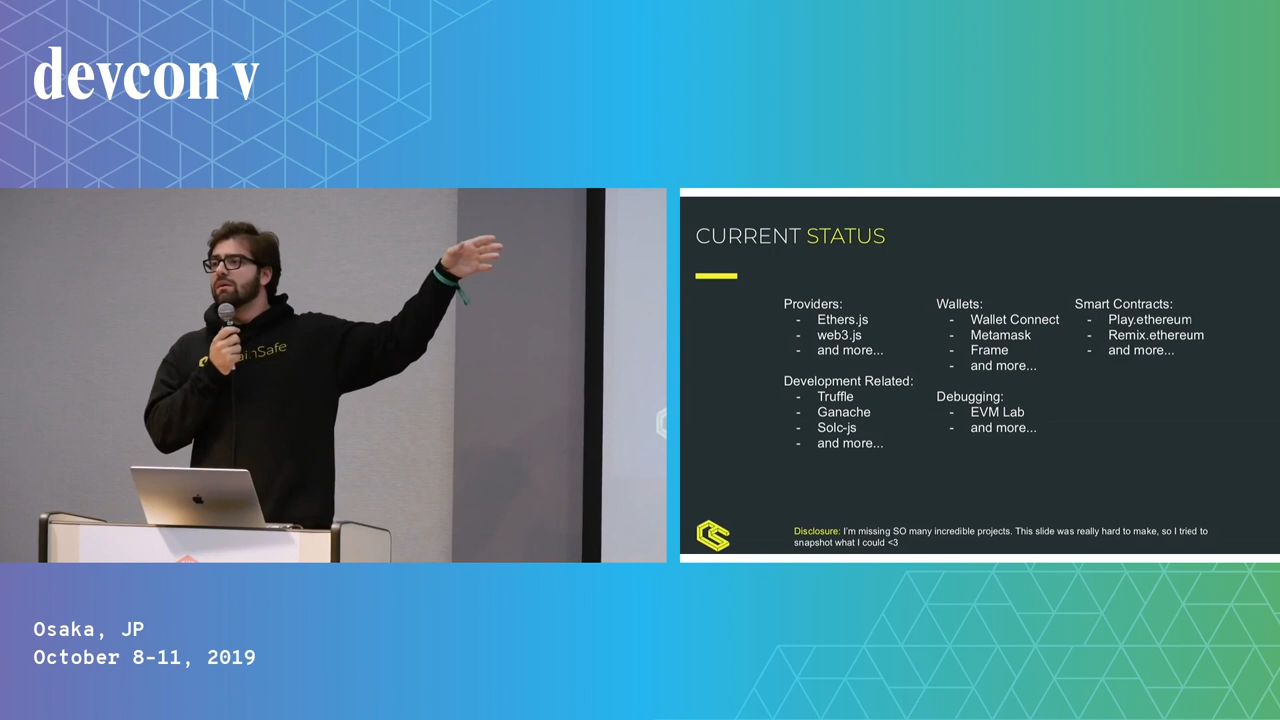 devcon v
ainSafe
CURRENT STATUS
Providers:
- Ethers.js
- web3.js
- and more...
Development Related:
- Truffle
- Ganache
- Solc-js
- and more...
Wallets:
- Wallet Connect
- Metamask
- Frame
- and more...
Debugging:
- EVM Lab
- and more...
Smart Contracts:
- Play.ethereum
- Remix.ethereum
- and more...
Disclosure: I'm missing SO many incredible projects. This slide was really hard to make, so I tried to
snapshot what I could <3
Osaka, JP
October 8-11, 2019